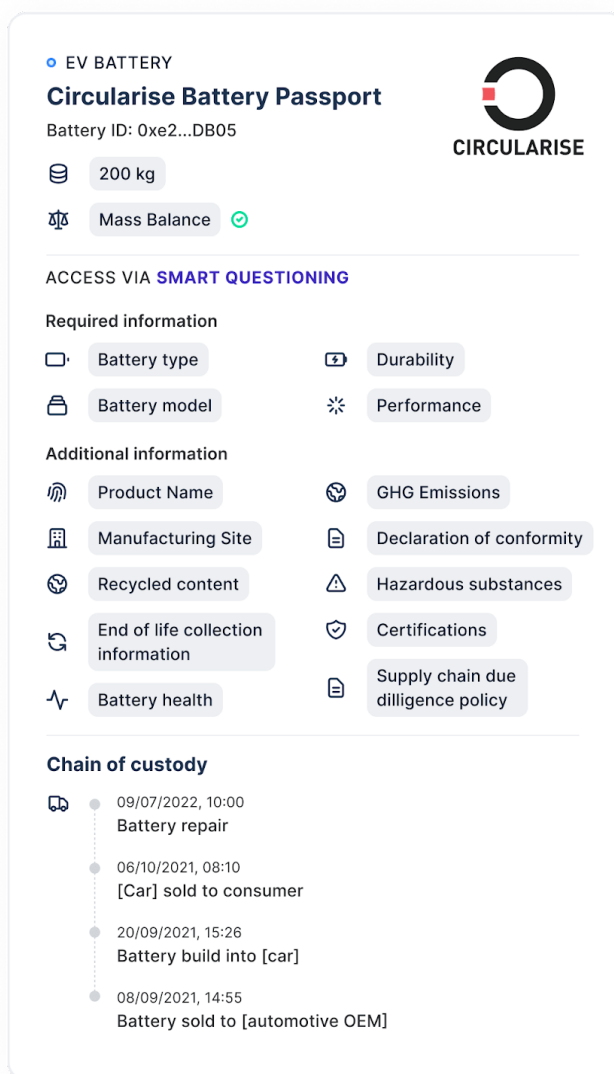 EV BATTERY
Circularise Battery Passport
Battery ID: 0xe2...DB05
CIRCULARISE
200 kg
Mass Balance
ACCESS VIA SMART QUESTIONING
Required information
Battery type
Durability
Battery model
Performance
Additional information
Product Name
GHG Emissions
Manufacturing Site
Declaration of conformity
Recycled content
Hazardous substances
End of life collection
information
Certifications
Battery health
Supply chain due
dilligence policy
Chain of custody
09/07/2022, 10:00
Battery repair
06/10/2021, 08:10
[Car] sold to consumer
20/09/2021, 15:26
Battery build into [car]
08/09/2021, 14:55
Battery sold to [automotive OEM]